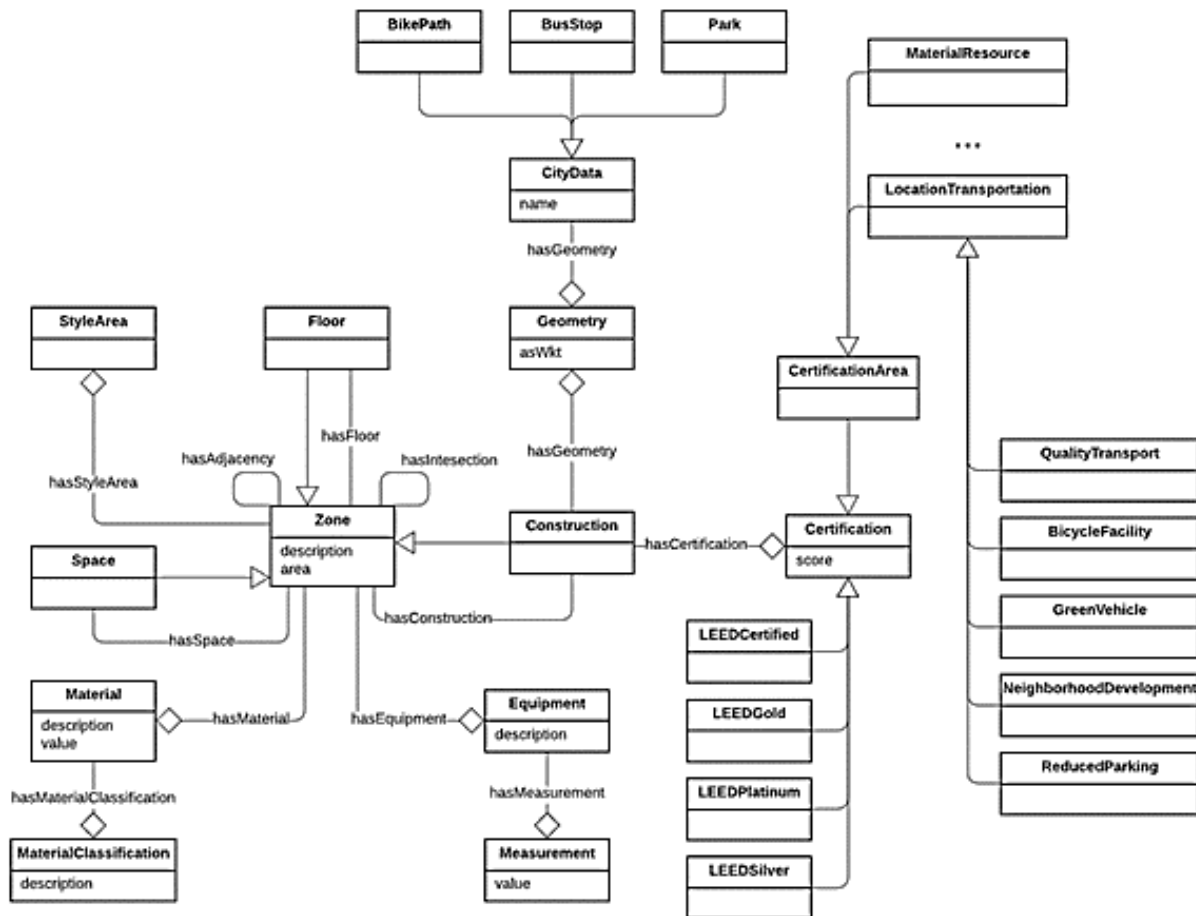 BikePath
BusStop
Park
MaterialResource
...
CityData
name
LocationTransportation
hasGeometry
StyleArea
Floor
Geometry
asWkt
CertificationArea
hasFloor
hasGeometry
hasAdjacency
hasIntesection
hasStyleArea
QualityTransport
Zone
description
area
Construction
hasCertification
Certification
score
BicycleFacility
Space
hasConstruction
GreenVehicle
hasSpace
LEEDCertified
Material
description
value
hasMaterial
hasEquipment
Equipment
description
LEEDGold
NeighborhoodDevelopment
ReducedParking
hasMaterialClassification
hasMeasurement
LEEDPlatinum
MaterialClassification
description
Measurement
value
LEEDSilver